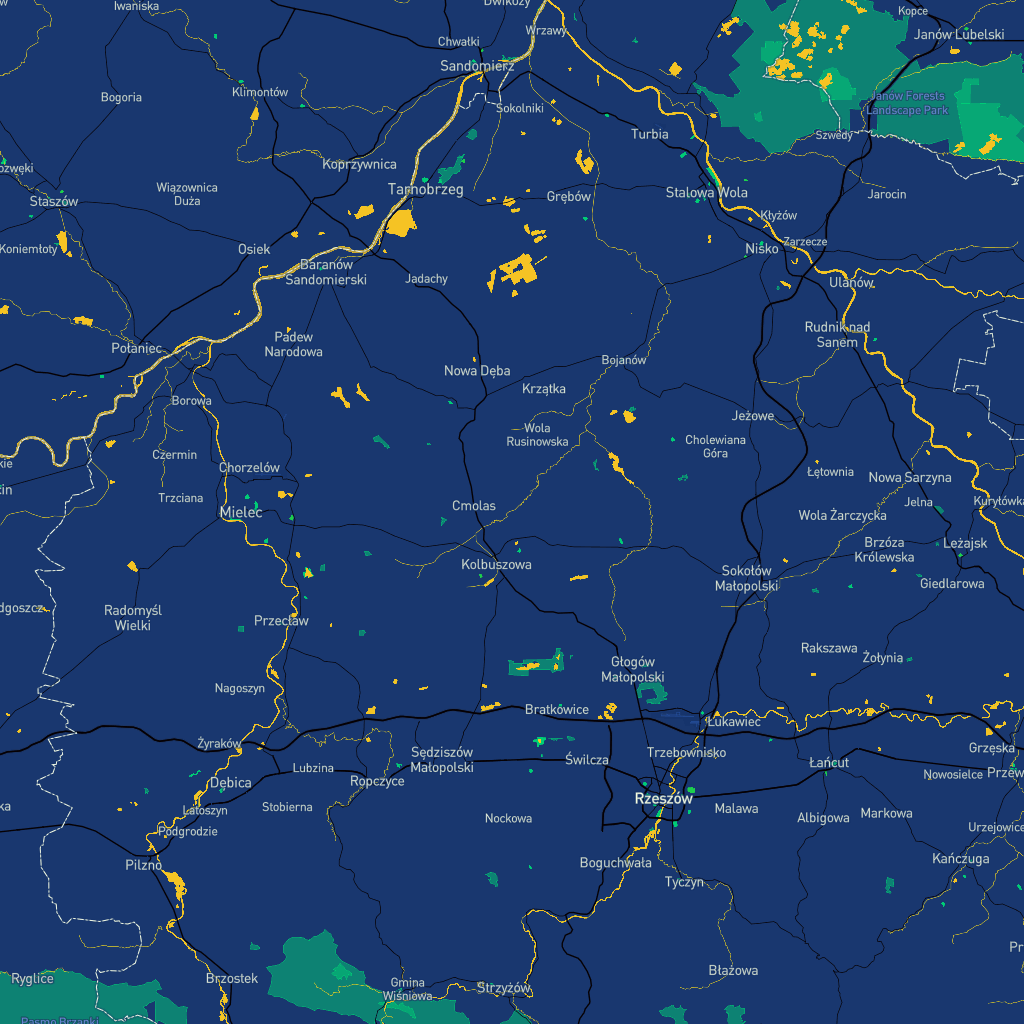 Iwaniska
Dwikozy
Kopce
Wrzawy
Janów Lubelski
Chwałki
Sandomierz
Klimontów
Bogoria
Janów Forests
Landscape Park
Sokolniki
Turbia
Szwedy
Koprzywnica
Wiązownica
Duża
Tarnobrzeg
Grębów
Stalowa Wola
Jarocin
Staszów
Kłyżów
Koniemłoty
Osiek
Nisko
Zarzecze
Baranów
Sandomierski
Jadachy
Ulanów
Rudnik nad
Sanem
Padew
Narodowa
Połaniec
Bojanów
Nowa Dęba
Krzątka
Borowa
Jeżowe
Wola
Rusinowska
Cholewiana
Góra
Czermin
Chorzelów
Łętownia
Nowa Sarzyna
Trzciana
Jelna
Kuryłówka
Mielec
Cmolas
Wola Żarczycka
Brzóza
Królewska
Leżajsk
Kolbuszowa
Sokołów
Małopolski
Giedlarowa
Radomyśl
Wielki
Przecław
Rakszawa
Żołynia
Głogów
Małopolski
Nagoszyn
Bratkowice
Łukawiec
Żyraków
Sędziszów
Małopolski
Świlcza
Trzebownisko
Grzęska
Lubzina
Łańcut
Dębica
Ropczyce
Nowosielce
Przew
Rzeszów
Latoszyn
Stobierna
Nockowa
Malawa
Albigowa
Markowa
Podgrodzie
Urzejowice
Pilzno
Boguchwała
Kańczuga
Tyczyn
Błażowa
Ryglice
Brzostek
Gmina
Wiśniowa
Strzyżów
Pasmo Brzanki